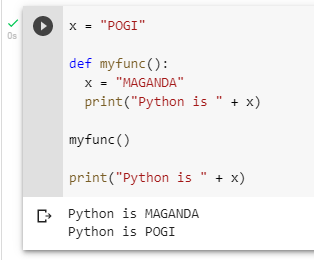 x = "POGI"
def myfunc():
  x = "MAGANDA"
  print("Python is " + x)
myfunc()
print("Python is " + x)
0s
Python is MAGANDA
Python is POGI